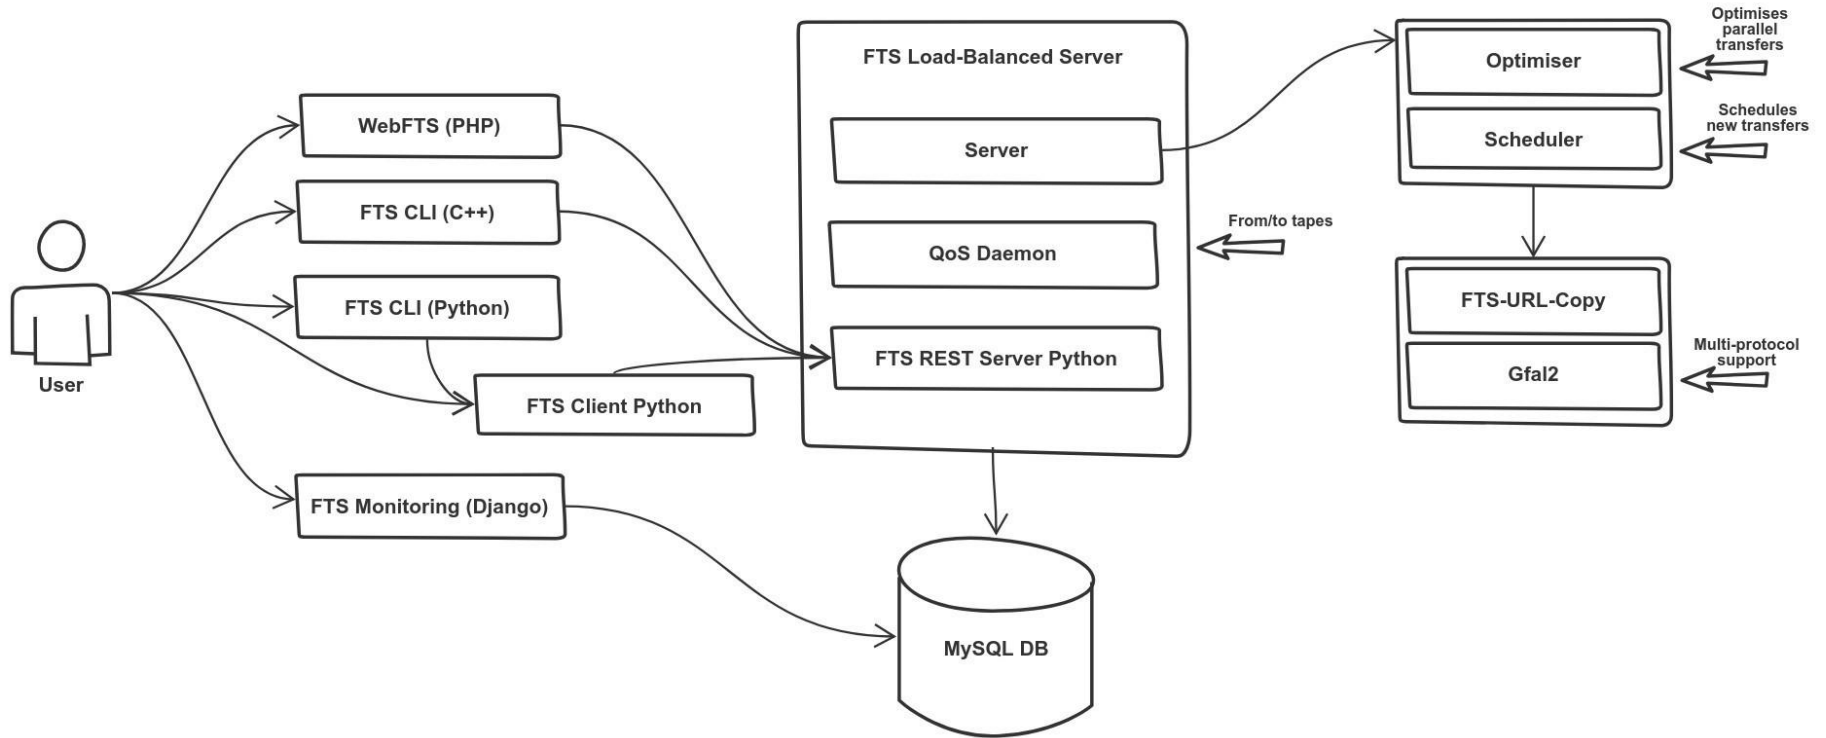 Optimises
parallel
transfers
FTS Load-Balanced Server
Optimiser
Schedules
new transfers
WebFTS (PHP)
Server
Scheduler
FTS CLI (C++)
From/to tapes
QoS Daemon
FTS CLI (Python)
FTS-URL-Copy
User
FTS REST Server Python
Multi-protocol
support
Gfal2
FTS Client Python
FTS Monitoring (Django)
MySQL DB